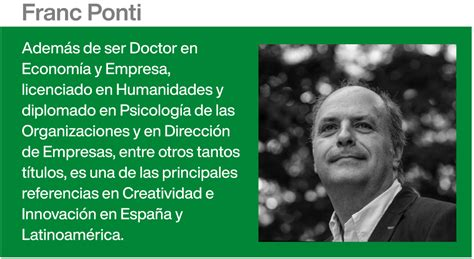 Franc Ponti
Además de ser Doctor en
Economía y Empresa,
licenciado en Humanidades y
diplomado en Psicología de las
Organizaciones y en Dirección
de Empresas, entre otros tantos
títulos, es una de las principales
referencias en Creatividad e
Innovación en España y
Latinoamérica.